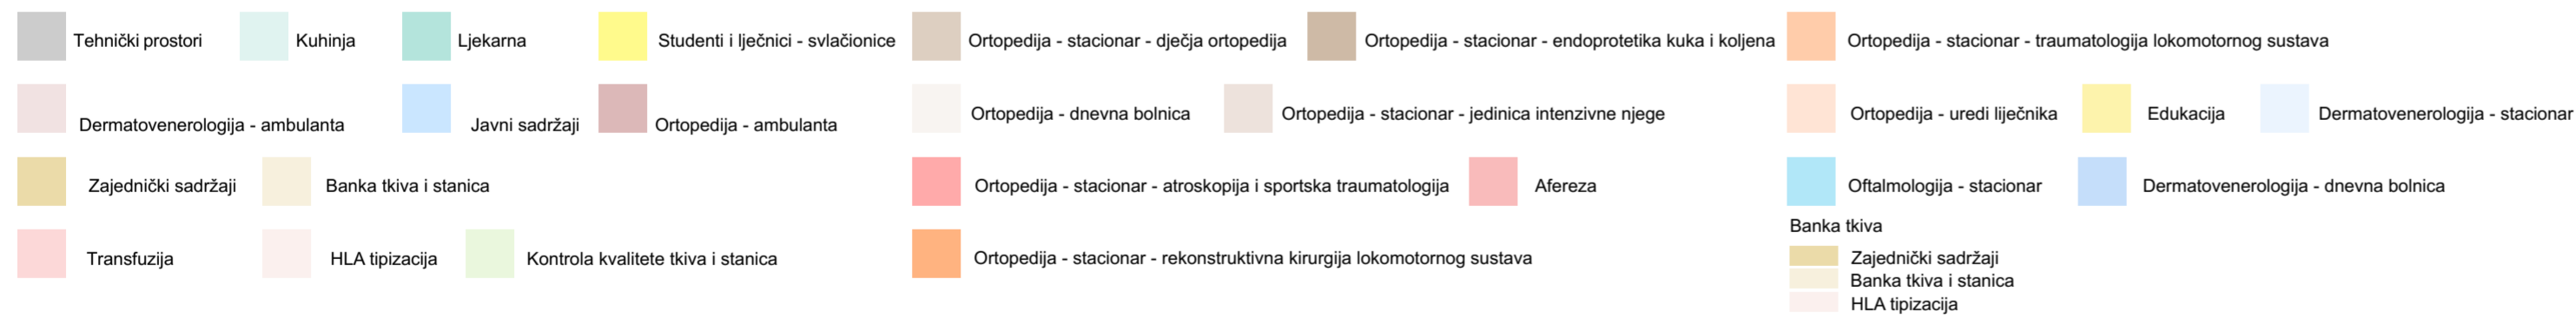 Tehnički prostori
Kuhinja
Ljekarna
Studenti i lječnici - svlačionice
Ortopedija - stacionar - dječja ortopedija
Ortopedija - stacionar - endoprotetika kuka i koljena
Ortopedija - stacionar - traumatologija lokomotornog sustava
Dermatovenerologija - ambulanta
Javni sadržaji
Ortopedija - ambulanta
Ortopedija - dnevna bolnica
Ortopedija - stacionar - jedinica intenzivne njege
Ortopedija - uredi liječnika
Edukacija
Dermatovenerologija - stacionar
Zajednički sadržaji
Banka tkiva i stanica
Ortopedija - stacionar - atroskopija i sportska traumatologija
Afereza
Oftalmologija - stacionar
Dermatovenerologija - dnevna bolnica
Transfuzija
HLA tipizacija
Kontrola kvalitete tkiva i stanica
Ortopedija - stacionar - rekonstruktivna kirurgija lokomotornog sustava
Banka tkiva
Zajednički sadržaji
Banka tkiva i stanica
HLA tipizacija